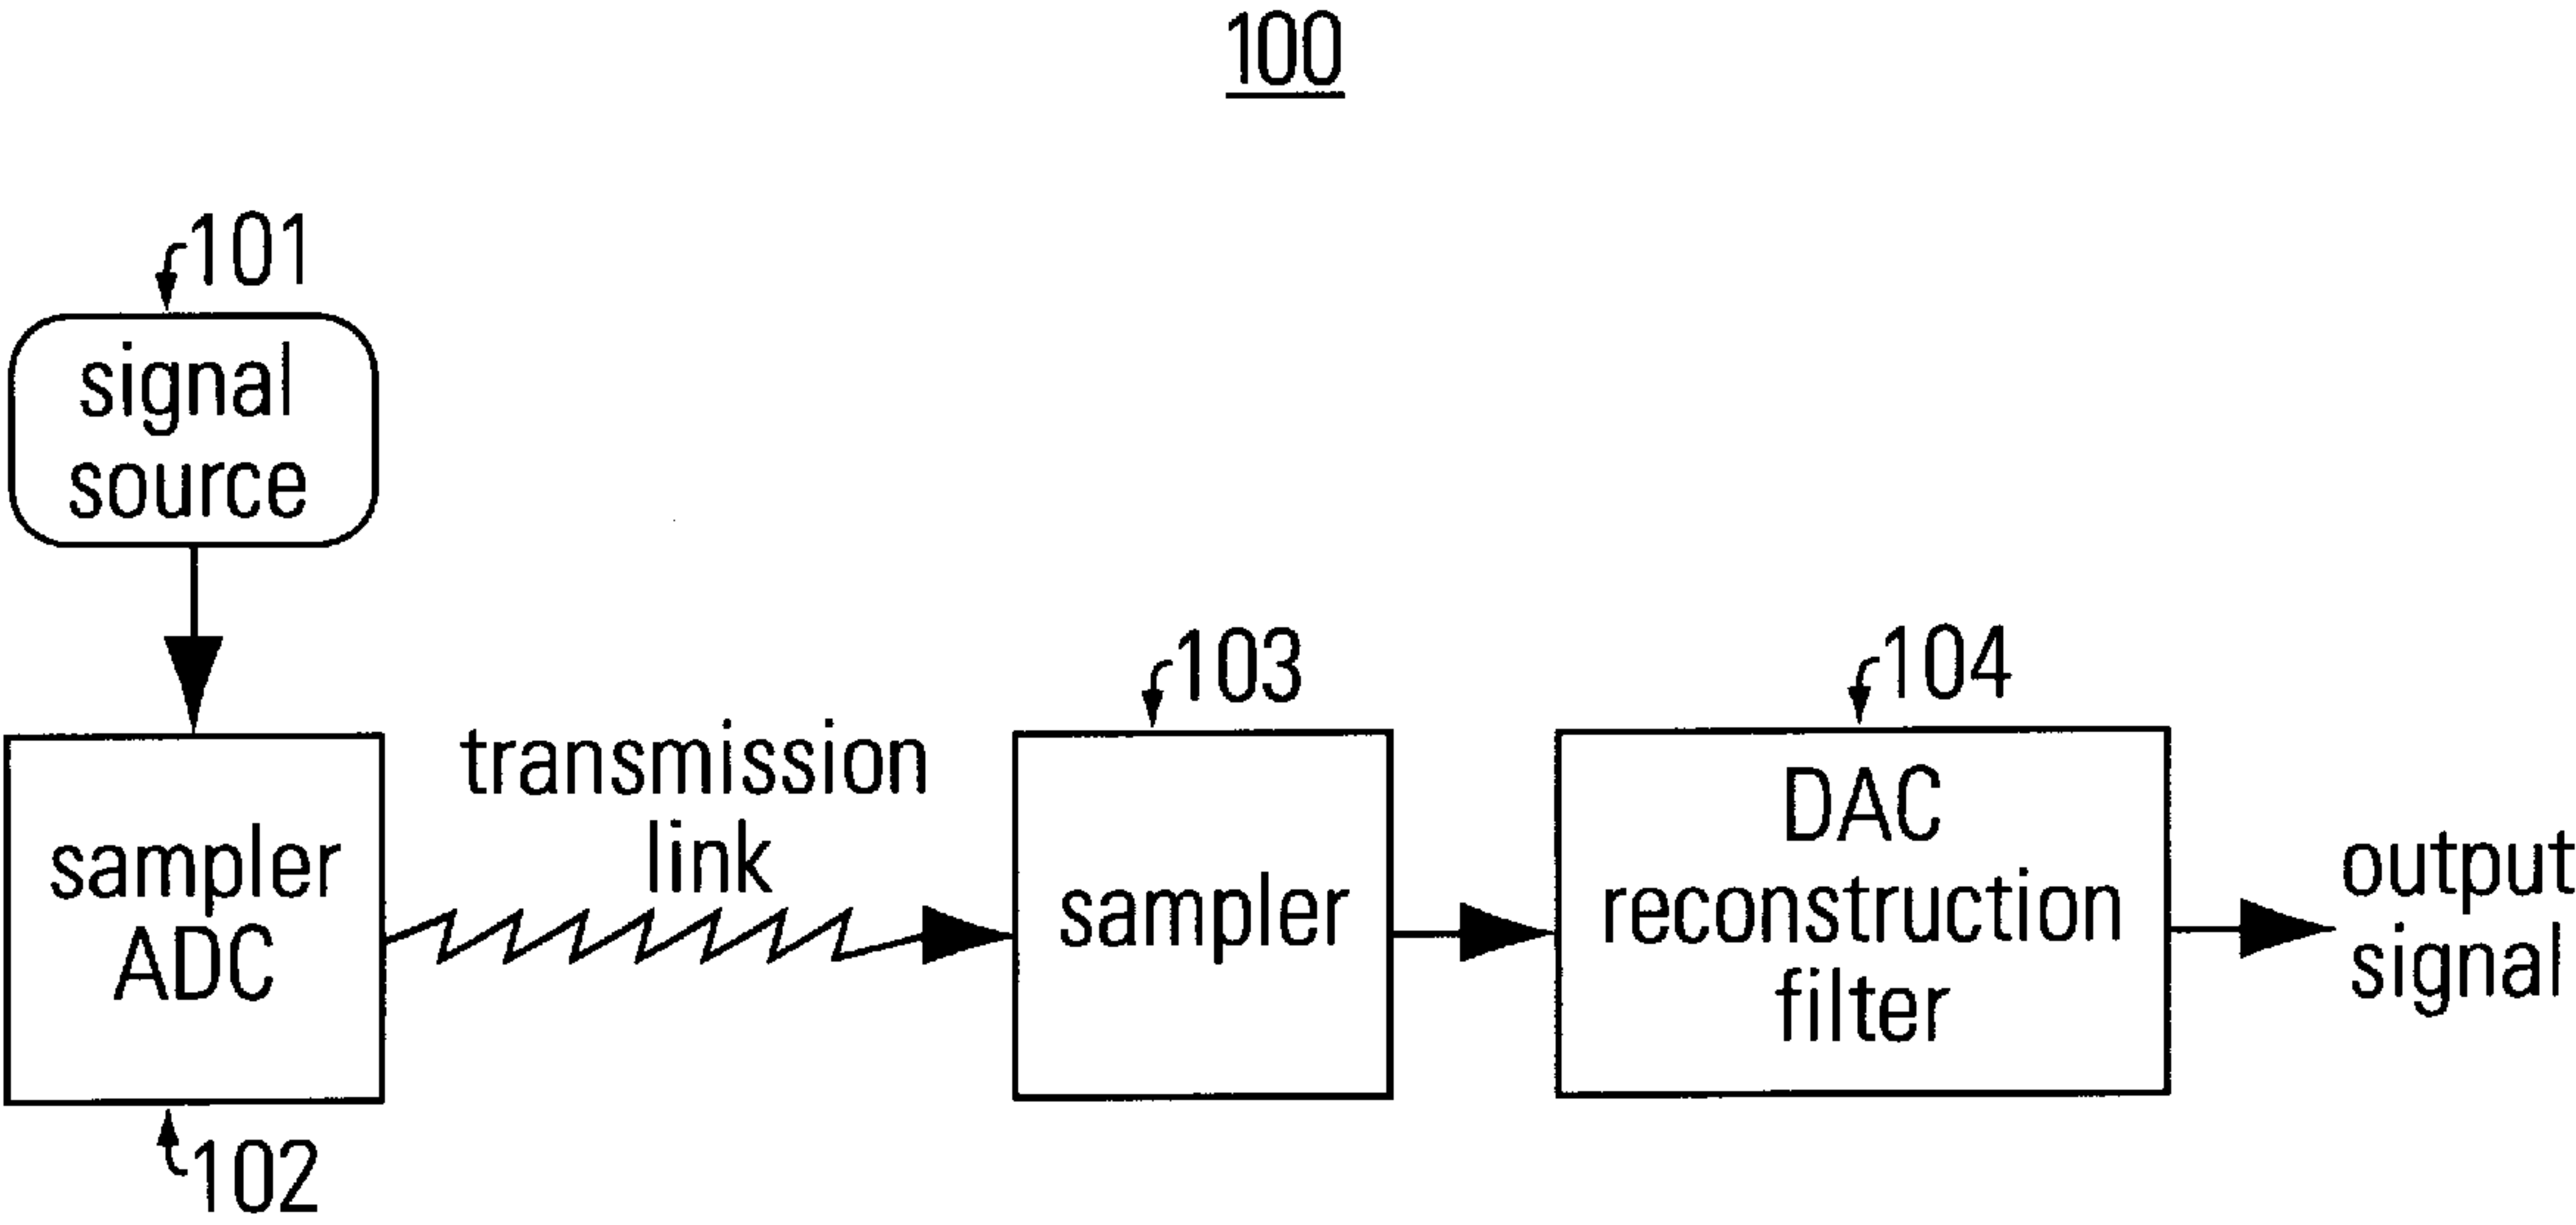 100
101
signal
source
sampler
ADC
102
transmission
link
103
sampler
104
DAC
reconstruction
filter
output
signal